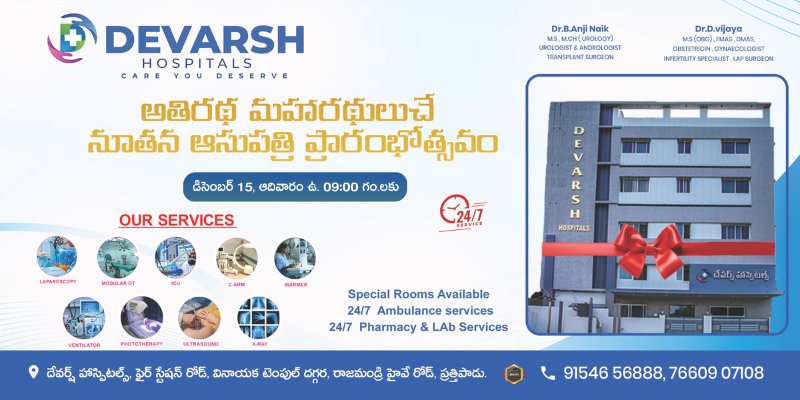 DEVARSH
HOSPITALS
CARE YOU DESERVE
Dr.B.Anji Naik
M.S , M.CH ( UROLOGY)
UROLOGIST & ANDROLOGIST
TRANSPLANT SURGEON
Dr.D.vijaya
M.S (OBG) , FMAS , DMAS,
OBSTETRICIN , GYNAECOLOGIST
INFERTILITY SPECIALIST , LAP SURGEON
అతిరథ మహారథులుచే
నూతన ఆసుపత్రి ప్రారంభోత్సవం
డిసెంబర్ 15, ఆదివారం ఉ. 09:00 గం.లకు
OUR SERVICES
24/7
SERVICE
LAPAROSCOPY
MODULAR OT
ICU
C-ARM
WARMER
VENTILATOR
PHOTOTHERAPY
ULTRASOUND
X-RAY
Special Rooms Available
24/7 Ambulance services
24/7 Pharmacy & LAb Services
DEVARSH
HOSPITALS
దేవర్ష్ హాస్పిటల్స్
దేవర్ష్ హాస్పిటల్స్, ఫైర్ స్టేషన్ రోడ్, వినాయక టెంపుల్ దగ్గర, రాజమండ్రి హైవే రోడ్, ప్రత్తిపాడు.
91546 56888, 76609 07108